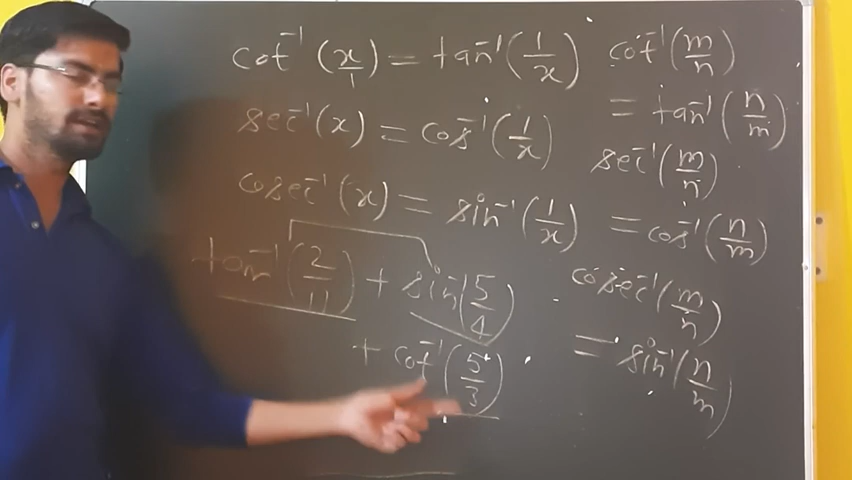 cot⁻¹ (x/1) = tan⁻¹ (1/x)
sec⁻¹ (x) = cos⁻¹ (1/x)
cosec⁻¹ (x) = sin⁻¹ (1/x)
tan⁻¹ (2/11) + sin⁻¹ (5/4)
+ cot⁻¹ (5/3)
cot⁻¹ (m/n)
= tan⁻¹ (n/m)
sec⁻¹ (m/n)
= cos⁻¹ (n/m)
cosec⁻¹ (m/n)
= sin⁻¹ (n/m)